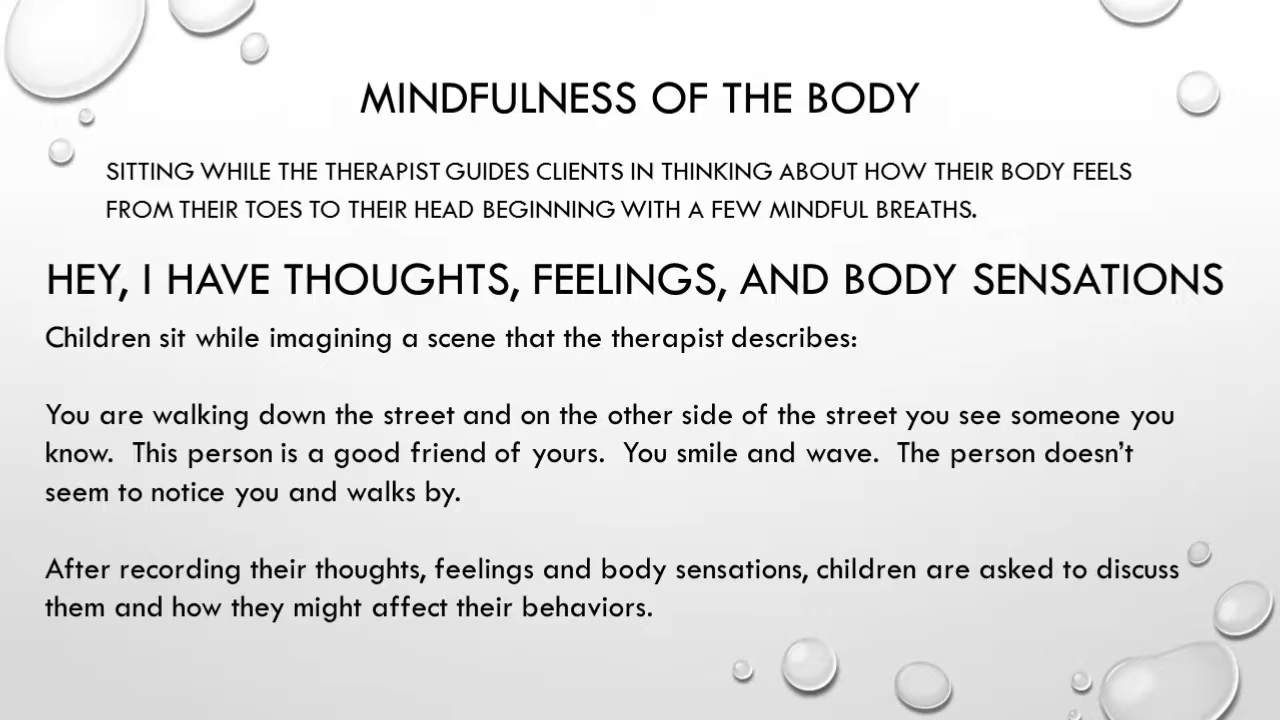 MINDFULNESS OF THE BODY
SITTING WHILE THE THERAPIST GUIDES CLIENTS IN THINKING ABOUT HOW THEIR BODY FEELS
FROM THEIR TOES TO THEIR HEAD BEGINNING WITH A FEW MINDFUL BREATHS.
HEY, I HAVE THOUGHTS, FEELINGS, AND BODY SENSATIONS
Children sit while imagining a scene that the therapist describes:
You are walking down the street and on the other side of the street you see someone you
know. This person is a good friend of yours. You smile and wave. The person doesn’t
seem to notice you and walks by.
After recording their thoughts, feelings and body sensations, children are asked to discuss
them and how they might affect their behaviors.